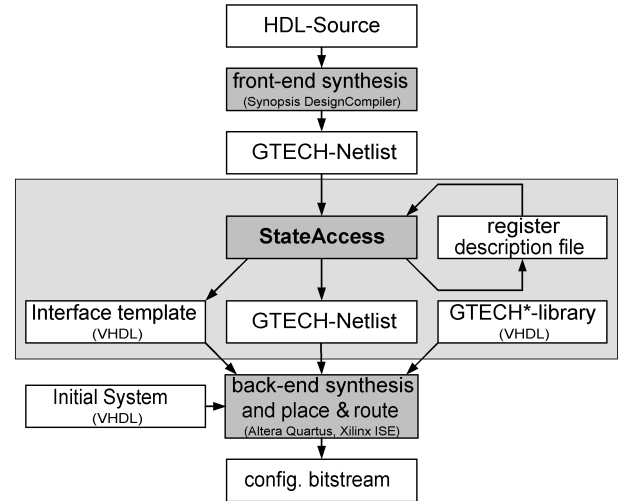 HDL-Source
front-end synthesis
(Synopsis DesignCompiler)
GTECH-Netlist
StateAccess
register
description file
Interface template
(VHDL)
GTECH-Netlist
GTECH*-library
(VHDL)
Initial System
(VHDL)
back-end synthesis
and place & route
(Altera Quartus, Xilinx ISE)
config. bitstream